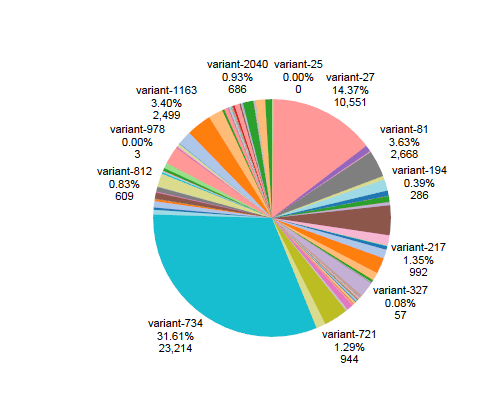 variant-2040
0.93%
686
variant-25
0.00%
0
variant-27
14.37%
10,551
variant-81
3.63%
2,668
variant-194
0.39%
286
variant-217
1.35%
992
variant-327
0.08%
57
variant-721
1.29%
944
variant-734
31.61%
23,214
variant-812
0.83%
609
variant-978
0.00%
3
variant-1163
3.40%
2,499